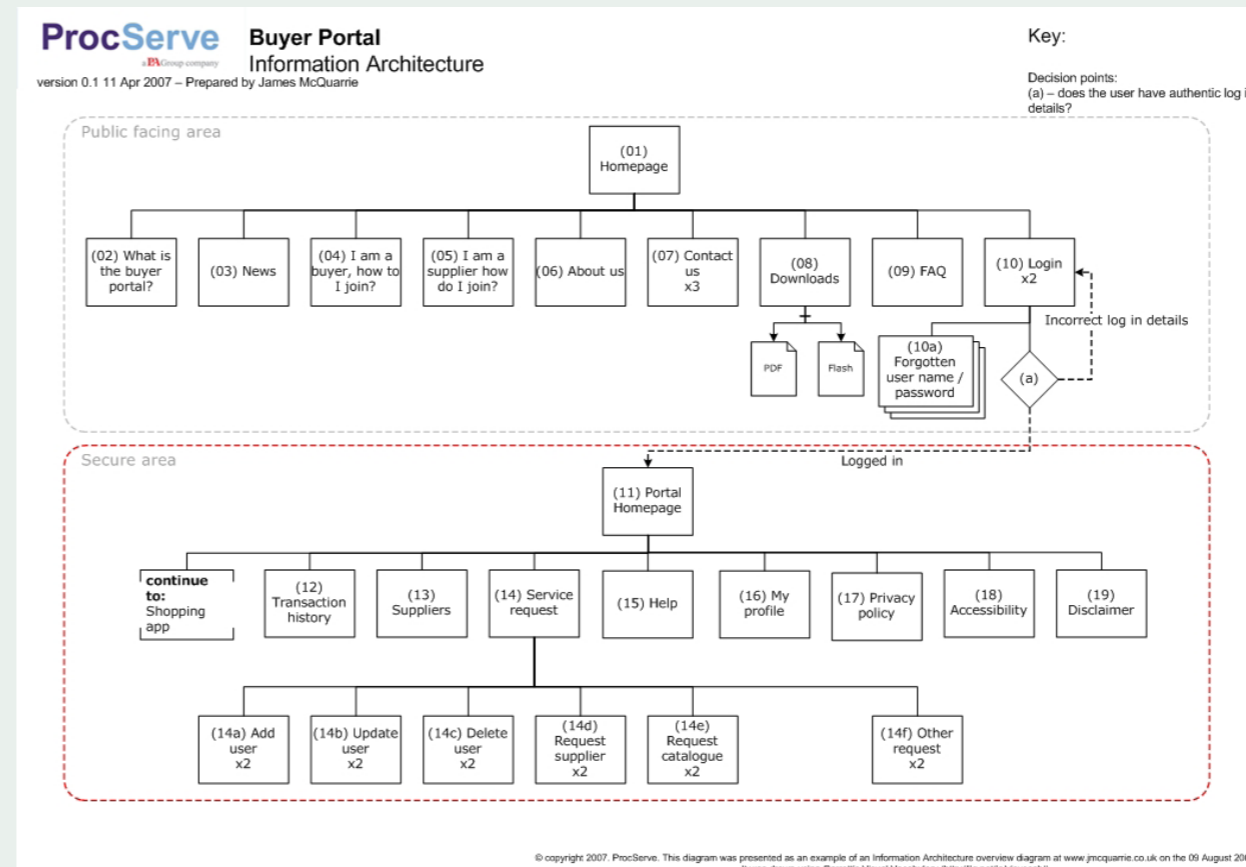 ProcServe
a PA Group company
Buyer Portal
Information Architecture
version 0.1 11 Apr 2007 – Prepared by James McQuarrie
Key:
Decision points:
(a) – does the user have authentic log
details?
Public facing area
(01)
Homepage
(02) What is
the buyer
portal?
(03) News
(04) I am a
buyer, how to
I join?
(05) I am a
supplier how
do I join?
(06) About us
(07) Contact
us
x3
(08)
Downloads
(09) FAQ
(10) Login
x2
Incorrect log in details
PDF
Flash
(10a)
Forgotten
user name /
password
(a)
Secure area
Logged in
(11) Portal
Homepage
continue
to:
Shopping
app
(12)
Transaction
history
(13)
Suppliers
(14) Service
request
(15) Help
(16) My
profile
(17) Privacy
policy
(18)
Accessibility
(19)
Disclaimer
(14a) Add
user
x2
(14b) Update
user
x2
(14c) Delete
user
x2
(14d)
Request
supplier
x2
(14e)
Request
catalogue
x2
(14f) Other
request
x2
© copyright 2007. ProcServe. This diagram was presented as an example of an Information Architecture overview diagram at www.jmcquarrie.co.uk on the 09 August